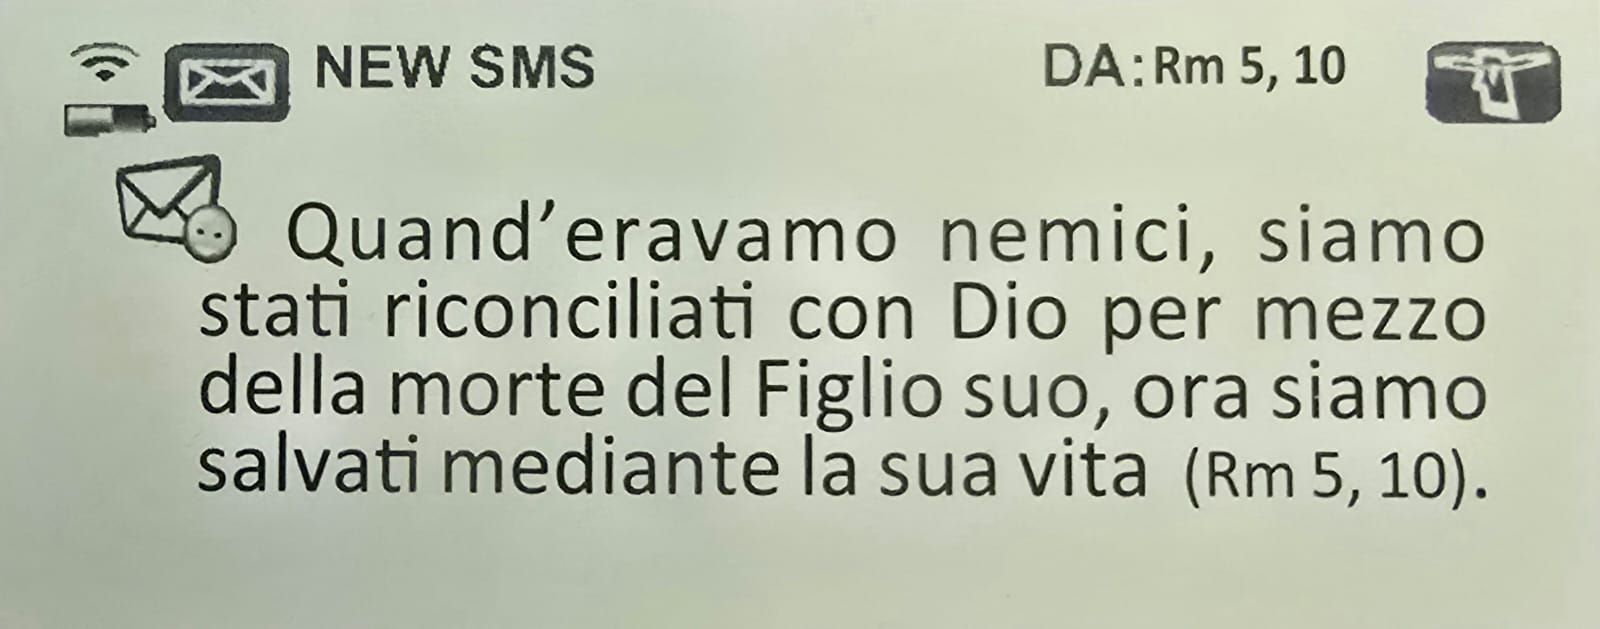 NEW SMS DA: Rm 5, 10
Quand'eravamo nemici, siamo
stati riconciliati con Dio per mezzo
della morte del Figlio suo, ora siamo
salvati mediante la sua vita (Rm 5, 10).